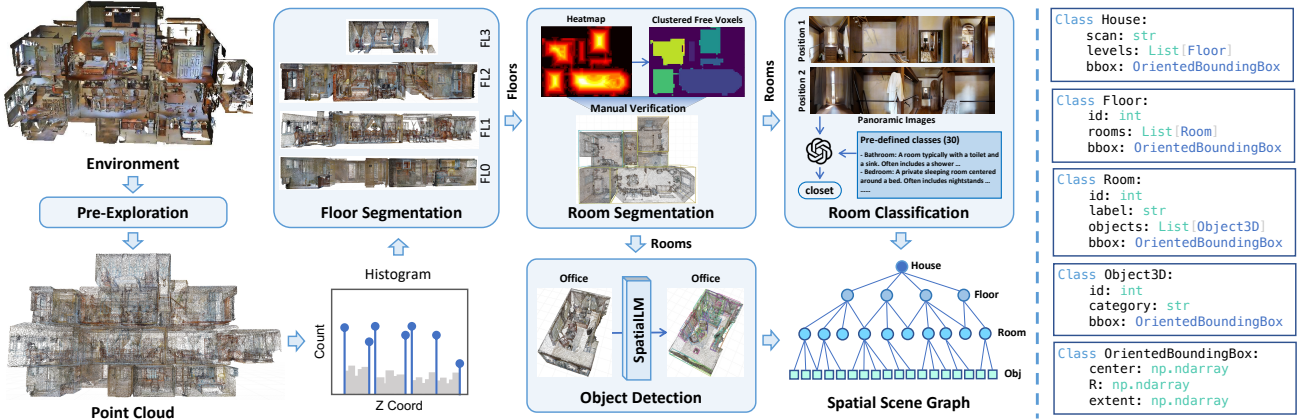 Environment
Pre-Exploration
Point Cloud
FL3
FL2
FL1
FL0
Floor Segmentation
Histogram
Count
Z Coord
Floors
Heatmap
Clustered Free Voxels
Manual Verification
Room Segmentation
Rooms
Office
SpatialLM
Office
Object Detection
Rooms
Position 1
Position 2
Panoramic Images
Pre-defined classes (30)
- Bathroom: A room typically with a toilet and
a sink. Often includes a shower ...
- Bedroom: A private sleeping room centered
around a bed. Often includes nightstands ...
.....
closet
Room Classification
House
Floor
Room
Obj
Spatial Scene Graph
Class House:
scan: str
levels: List[Floor]
bbox: OrientedBoundingBox
Class Floor:
id: int
rooms: List[Room]
bbox: OrientedBoundingBox
Class Room:
id: int
label: str
objects: List[Object3D]
bbox: OrientedBoundingBox
Class Object3D:
id: int
category: str
bbox: OrientedBoundingBox
Class OrientedBoundingBox:
center: np.ndarray
R: np.ndarray
extent: np.ndarray